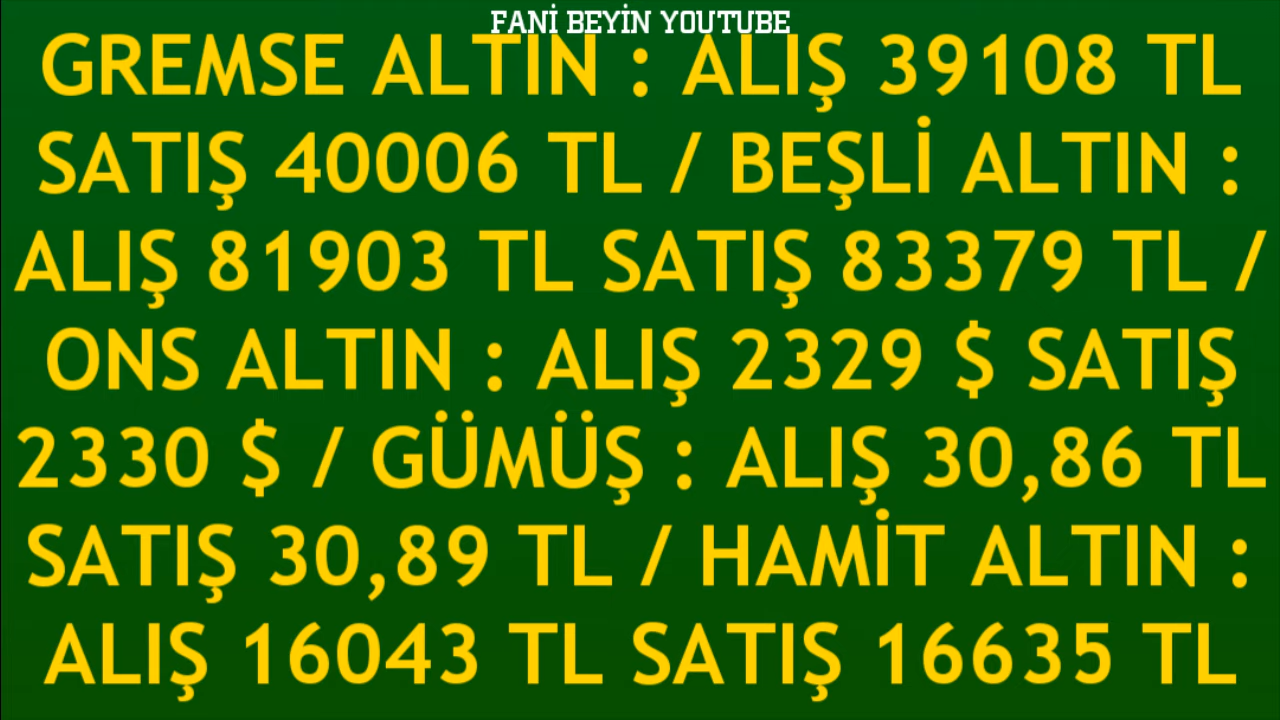 FANİ BEYİN YOUTUBE
GREMSE ALTIN : ALIŞ 39108 TL
SATIŞ 40006 TL / BEŞLİ ALTIN :
ALIŞ 81903 TL SATIŞ 83379 TL /
ONS ALTIN : ALIŞ 2329 $ SATIŞ
2330 $ / GÜMÜŞ : ALIŞ 30,86 TL
SATIŞ 30,89 TL / HAMİT ALTIN :
ALIŞ 16043 TL SATIŞ 16635 TL